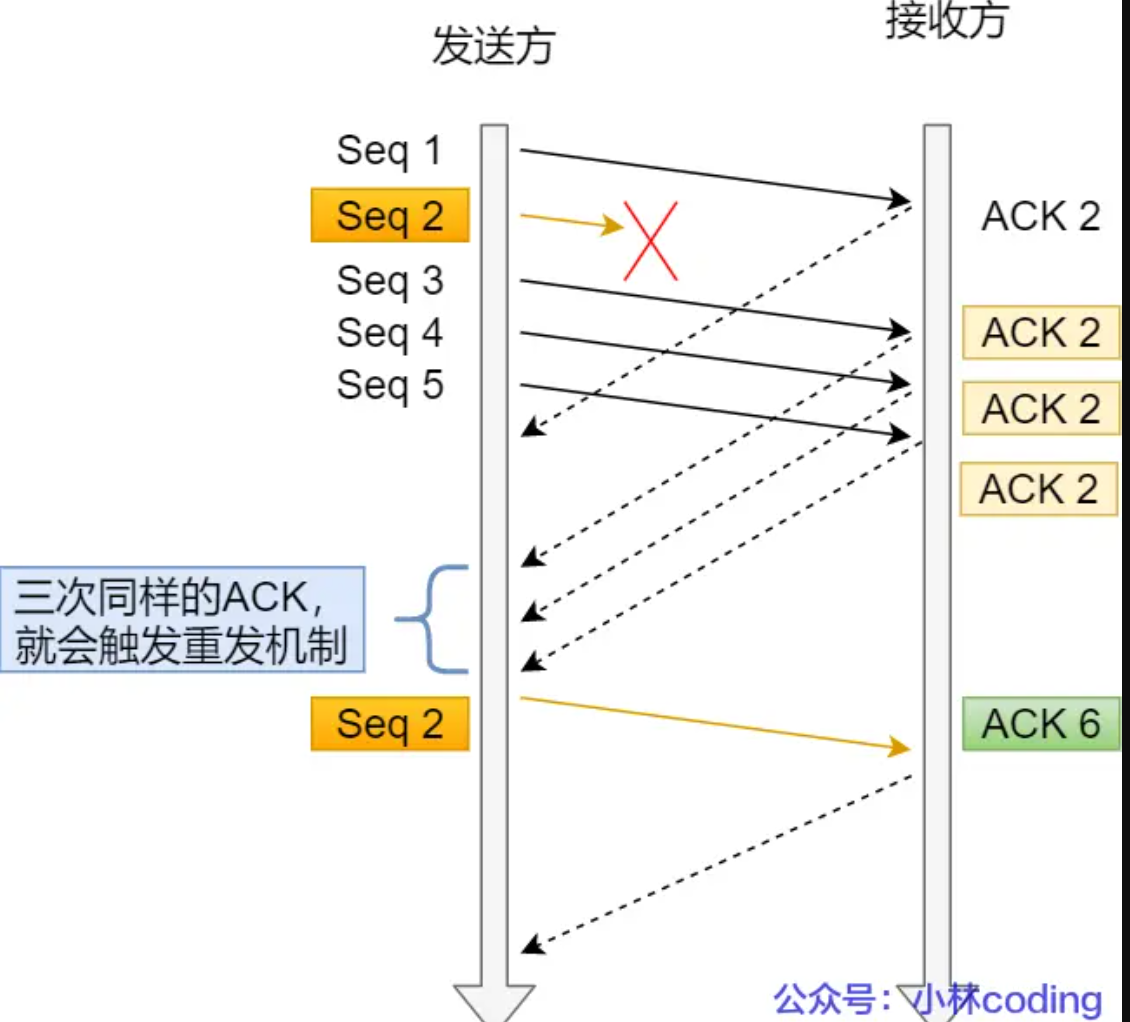 发送方
接收方
Seq 1
ACK 2
Seq 2
Seq 3
ACK 2
Seq 4
Seq 5
ACK 2
ACK 2
三次同样的ACK，
就会触发重发机制
Seq 2
ACK 6
公众号：小林coding